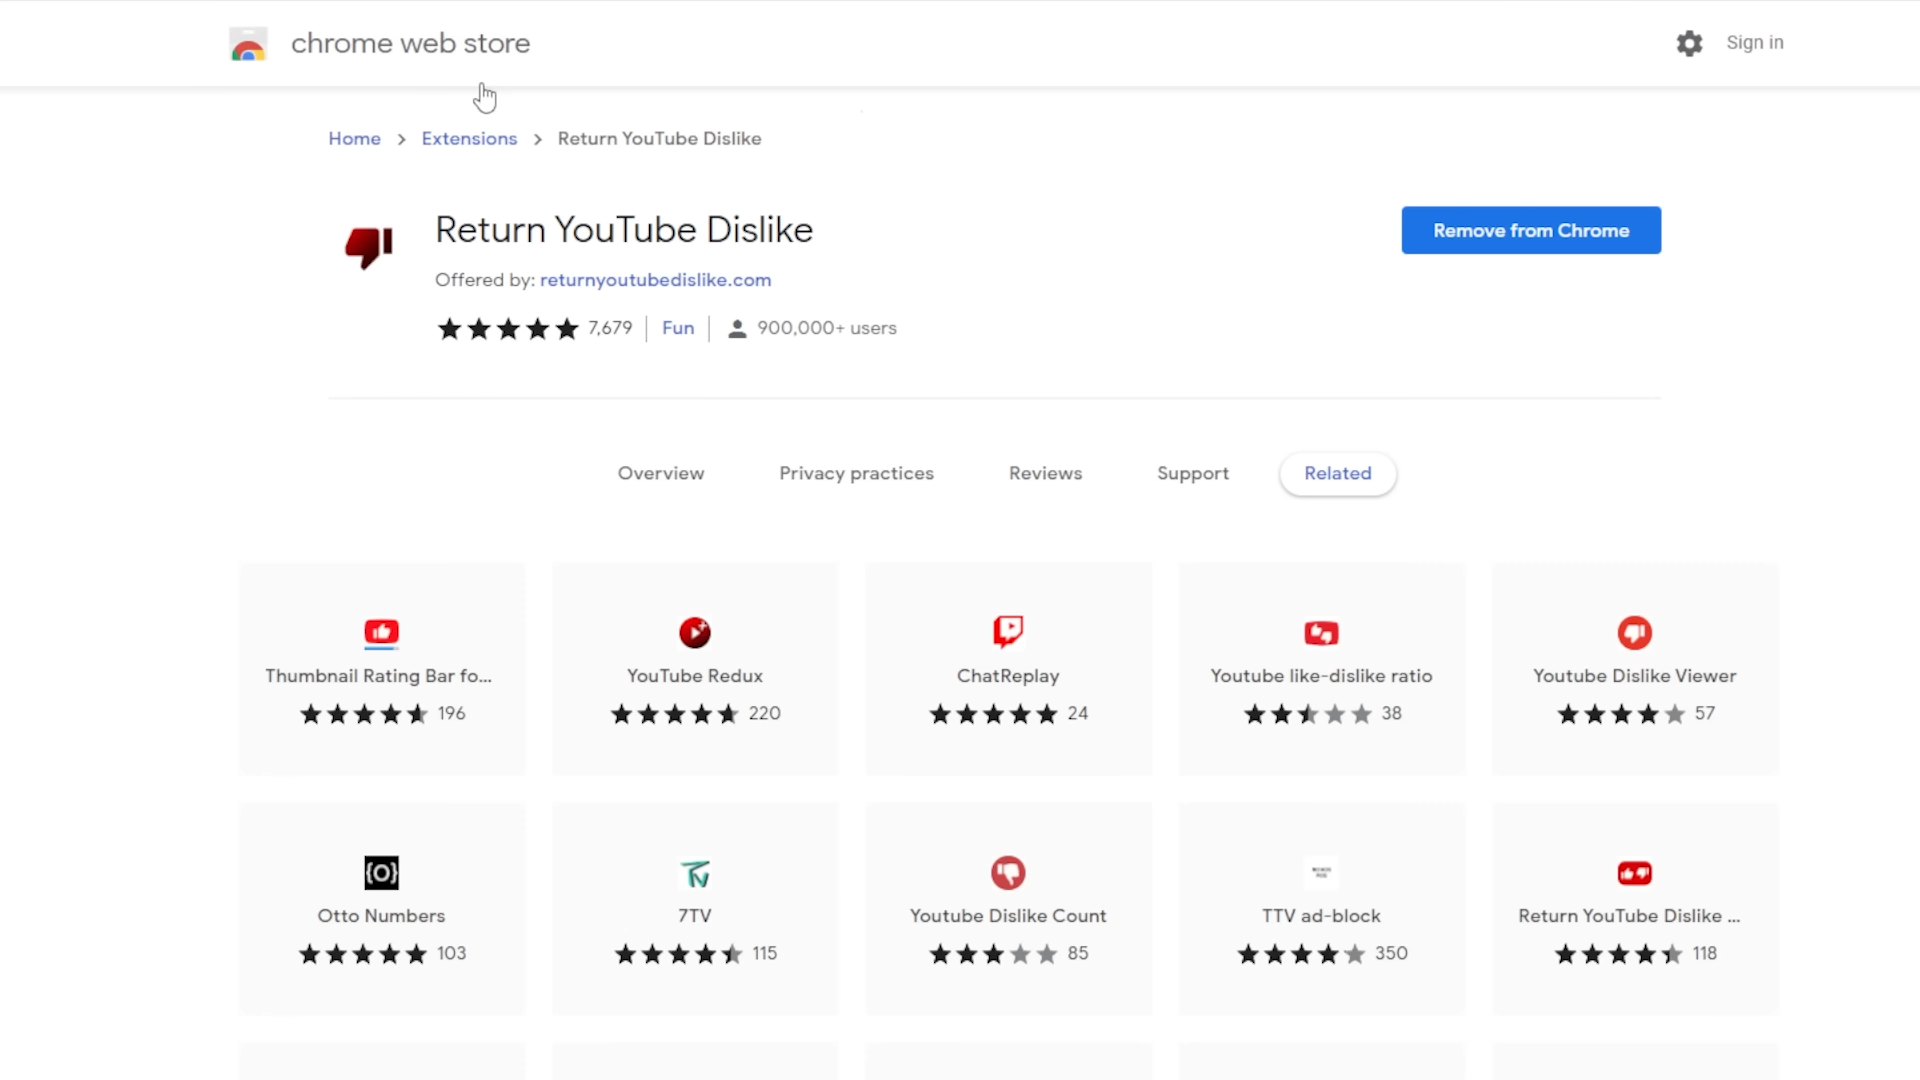 chrome web store
Sign in
Home > Extensions > Return YouTube Dislike
Return YouTube Dislike
Remove from Chrome
Offered by: returnyoutubedislike.com
7,679 | Fun | 900,000+ users
Overview Privacy practices Reviews Support Related
Thumbnail Rating Bar fo... YouTube Redux ChatReplay Youtube like-dislike ratio Youtube Dislike Viewer
196 220 24 38 57
{O}
TV
Otto Numbers 7TV Youtube Dislike Count TTV ad-block Return YouTube Dislike ...
103 115 85 350 118